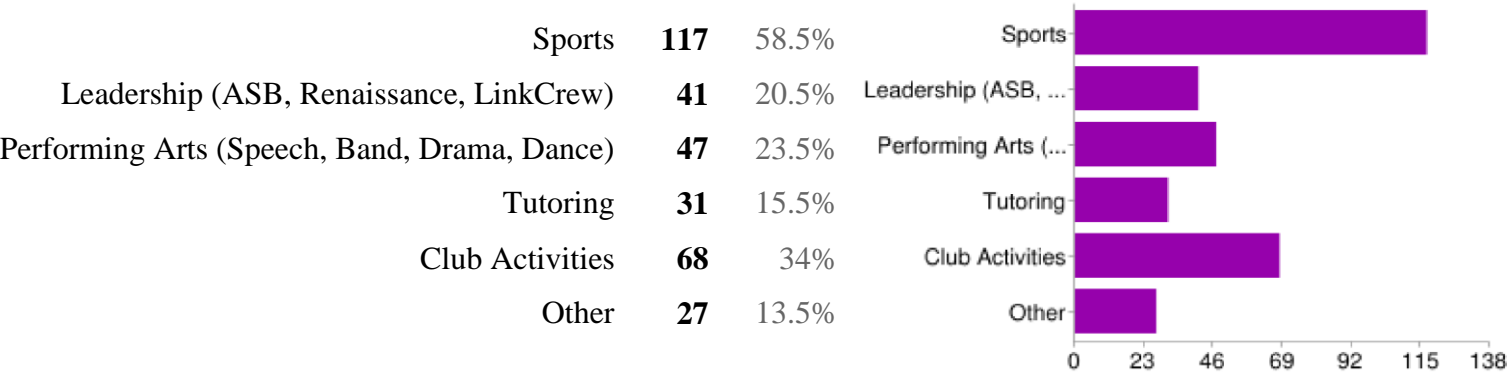 Sports 117 58.5%
Leadership (ASB, Renaissance, LinkCrew) 41 20.5%
Performing Arts (Speech, Band, Drama, Dance) 47 23.5%
Tutoring 31 15.5%
Club Activities 68 34%
Other 27 13.5%
Sports
Leadership (ASB, ...
Performing Arts (...
Tutoring
Club Activities
Other
0 23 46 69 92 115 138